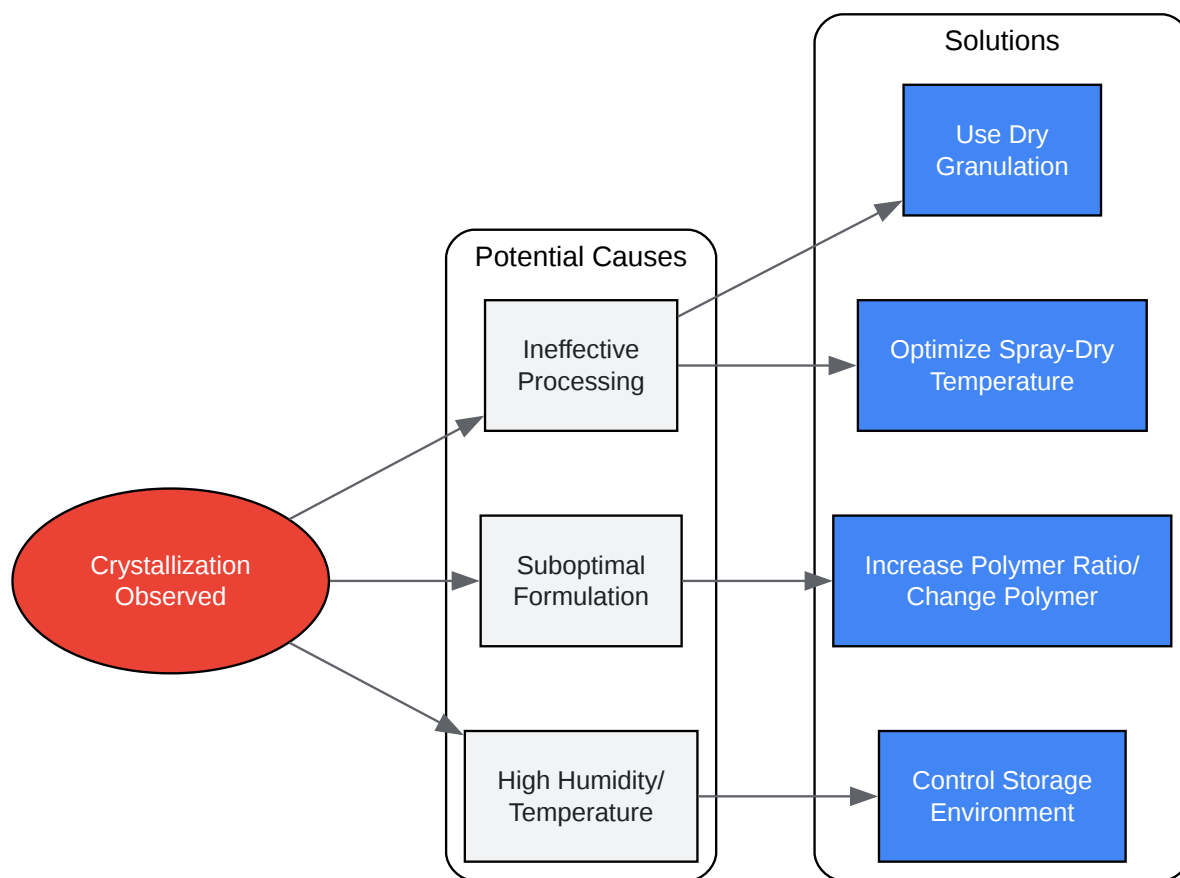 Solutions
Use Dry
Granulation
Potential Causes
Ineffective
Processing
Optimize Spray-Dry
Temperature
Crystallization
Observed
Suboptimal
Formulation
Increase Polymer Ratio/
Change Polymer
High Humidity/
Temperature
Control Storage
Environment